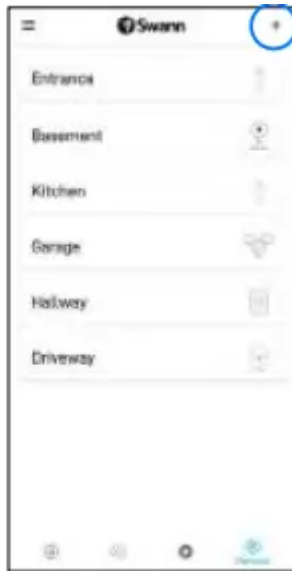 Swann
Entrance
Basement
Kitchen
Garage
Hallway
Driveway